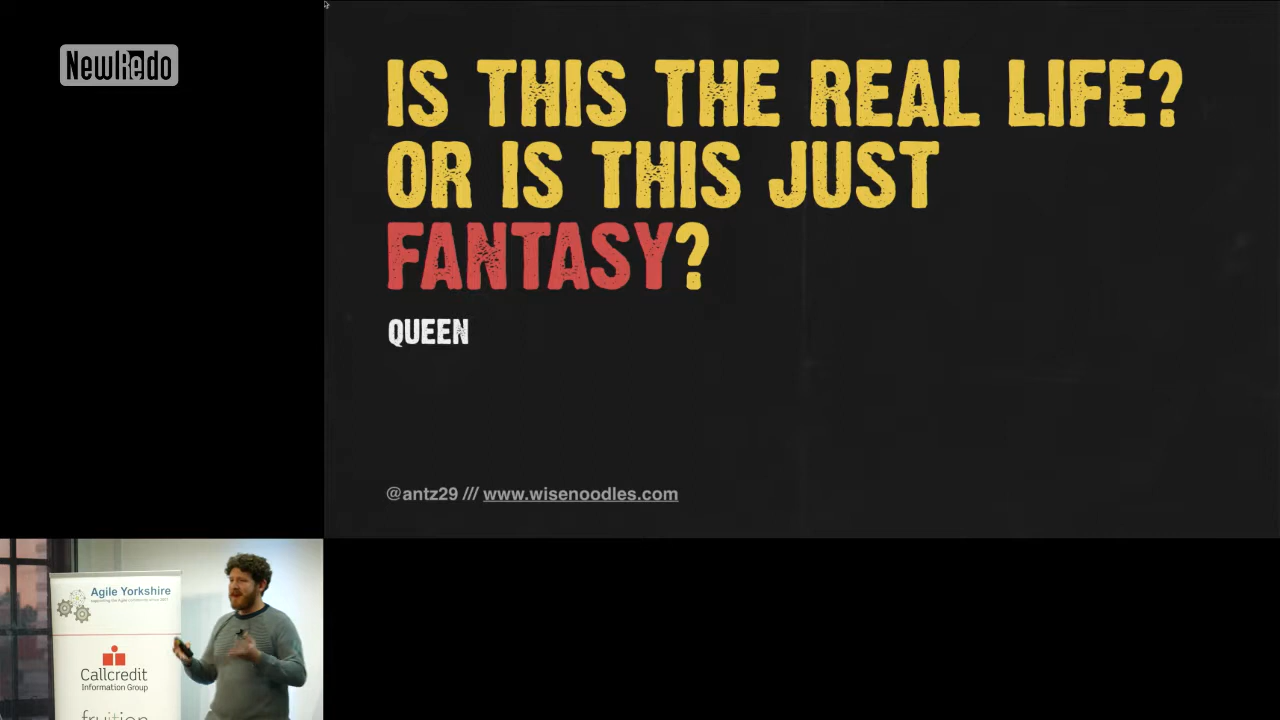 NewRedo
IS THIS THE REAL LIFE?
OR IS THIS JUST
FANTASY?
QUEEN
@antz29 /// www.wisenoodles.com
Agile Yorkshire
Callcredit
Information Group
fruition